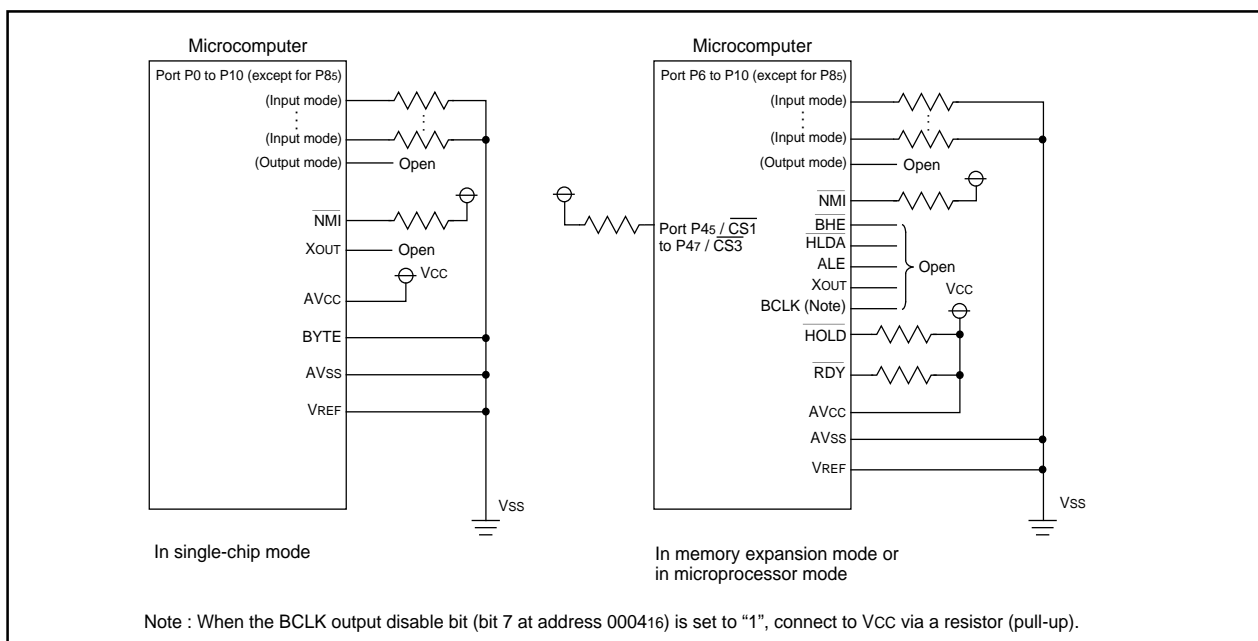 Microcomputer
Port P0 to P10 (except for P85)
(Input mode)
(Input mode)
(Output mode)
Open
NMI
XOUT
Open
VCC
AVCC
BYTE
AVSS
VREF
VSS
In single-chip mode
Microcomputer
Port P6 to P10 (except for P85)
(Input mode)
(Input mode)
(Output mode)
Open
NMI
Port P45 / CS1
to P47 / CS3
BHE
HLDA
ALE
XOUT
BCLK (Note)
Open
VCC
HOLD
RDY
AVCC
AVSS
VREF
VSS
In memory expansion mode or
in microprocessor mode
Note : When the BCLK output disable bit (bit 7 at address 000416) is set to “1”, connect to VCC via a resistor (pull-up).